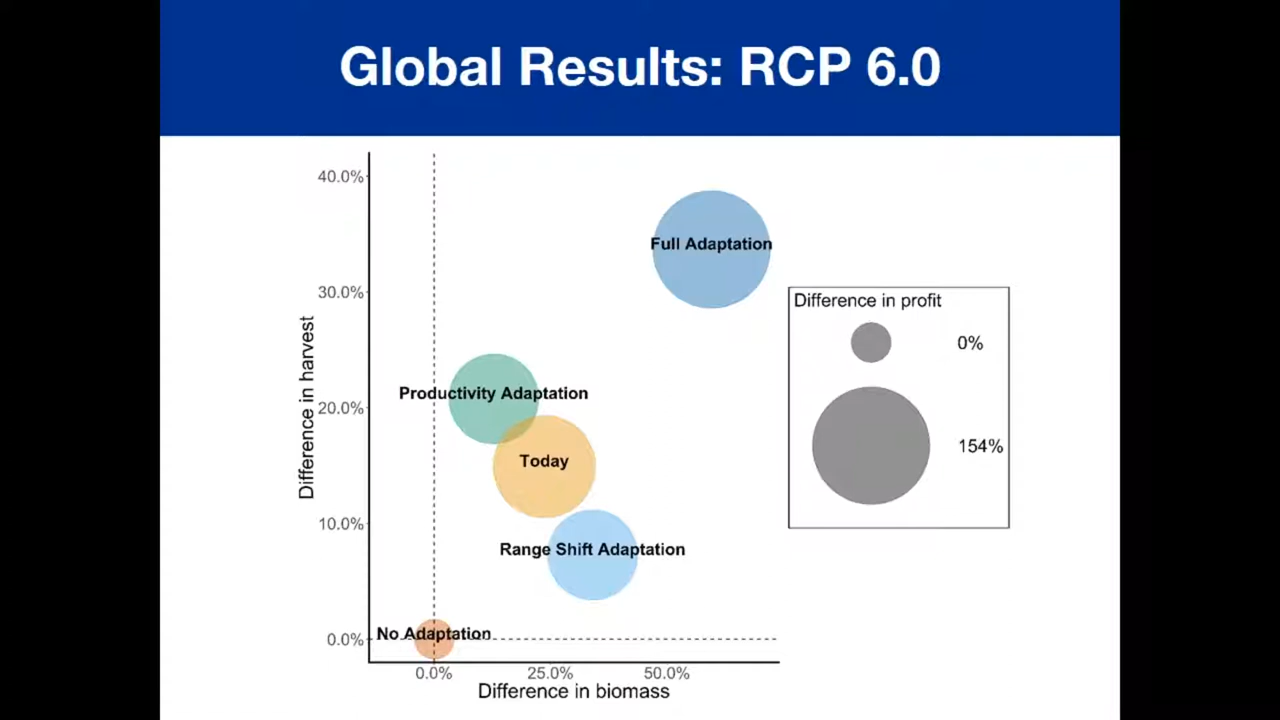 Global Results: RCP 6.0
40.0%
30.0%
20.0%
10.0%
0.0%
Difference in harvest
Full Adaptation
Productivity Adaptation
Today
Range Shift Adaptation
No Adaptation
0.0% 25.0% 50.0%
Difference in biomass
Difference in profit
0%
154%